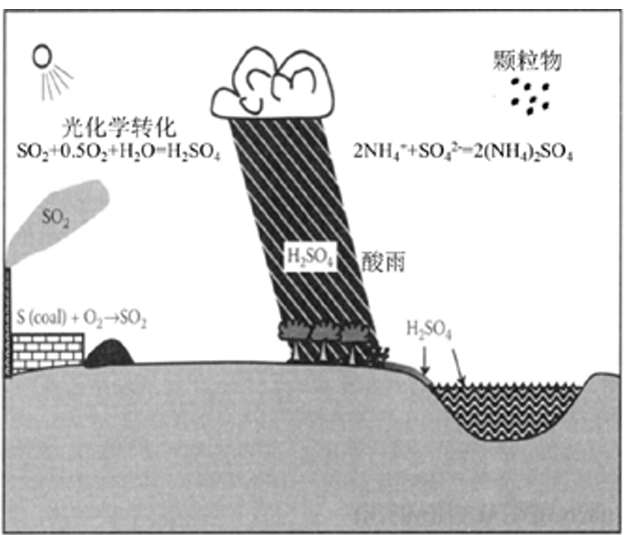 颗粒物
光化学转化
SO₂+0.5O₂+H₂O=H₂SO₄
2NH₄⁺+SO₄²⁻=2(NH₄)₂SO₄
SO₂
H₂SO₄
酸雨
S (coal) + O₂→SO₂
H₂SO₄